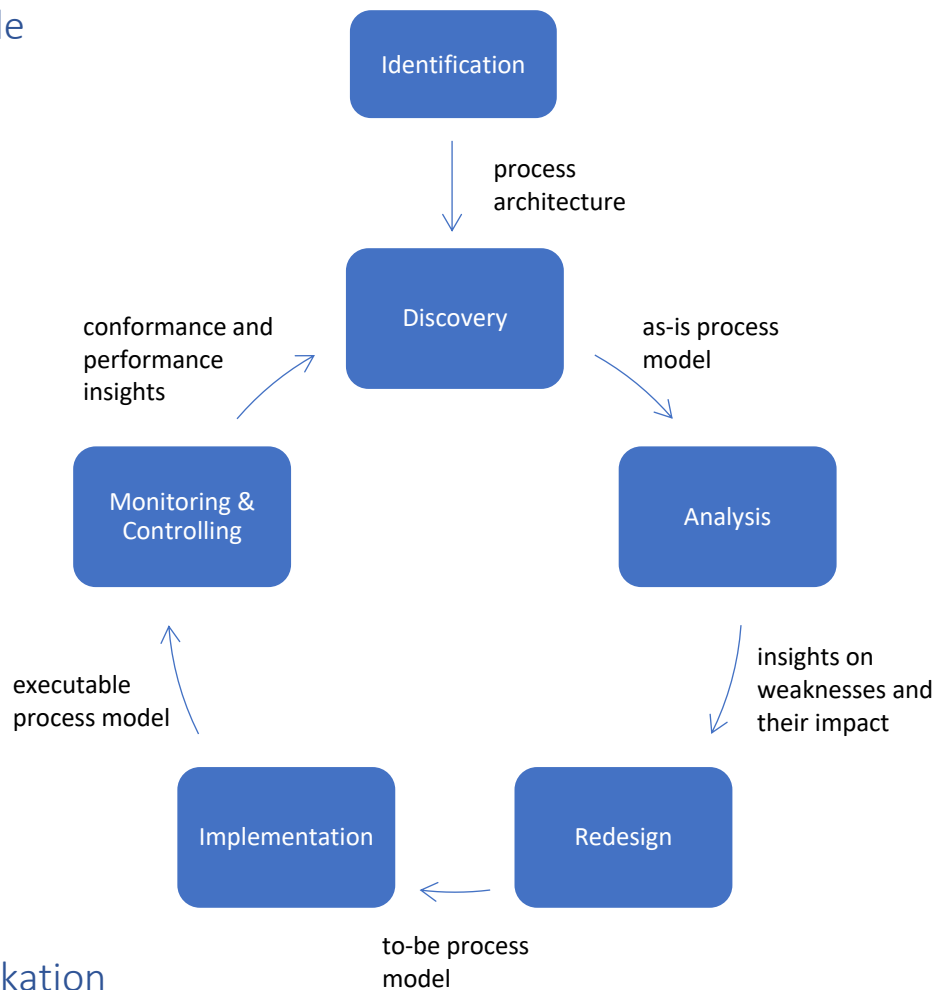 le
Identification
process
architecture
Discovery
conformance and
performance
insights
as-is process
model
Monitoring &
Controlling
Analysis
executable
process model
insights on
weaknesses and
their impact
Implementation
Redesign
to-be process
model
kation